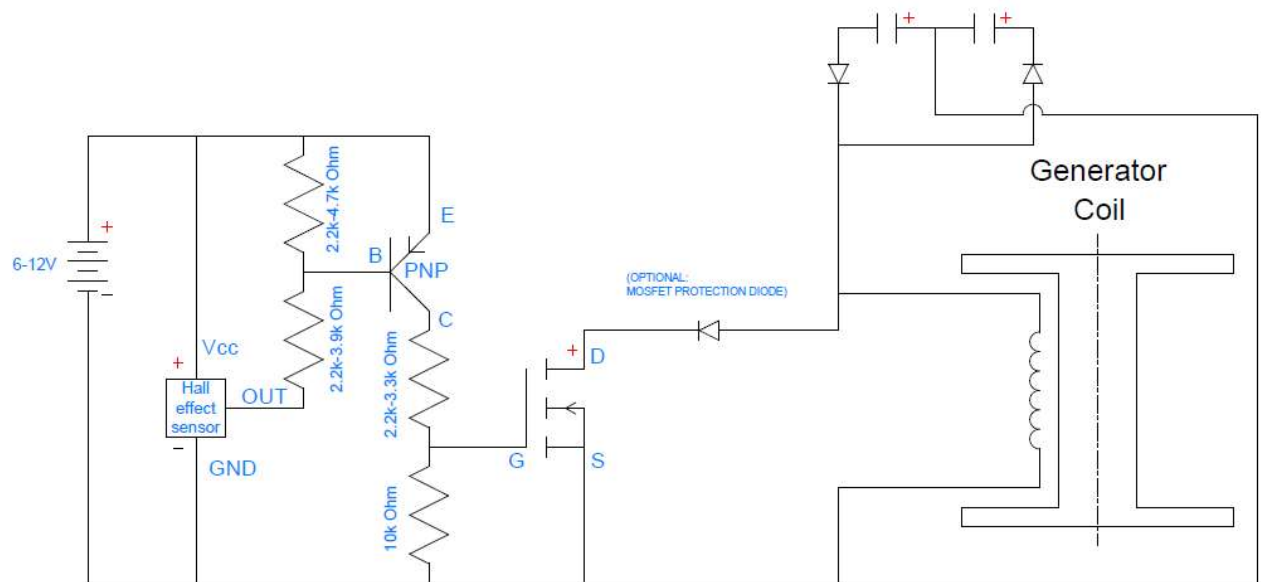 +
+
Generator
Coil
2.2k-4.7k Ohm
E
+
B
PNP
6-12V
-
(OPTIONAL:
MOSFET PROTECTION DIODE)
C
2.2k-3.9k Ohm
Vcc
+
Hall
effect
sensor
OUT
-
GND
2.2k-3.3k Ohm
+
D
G
S
10k Ohm